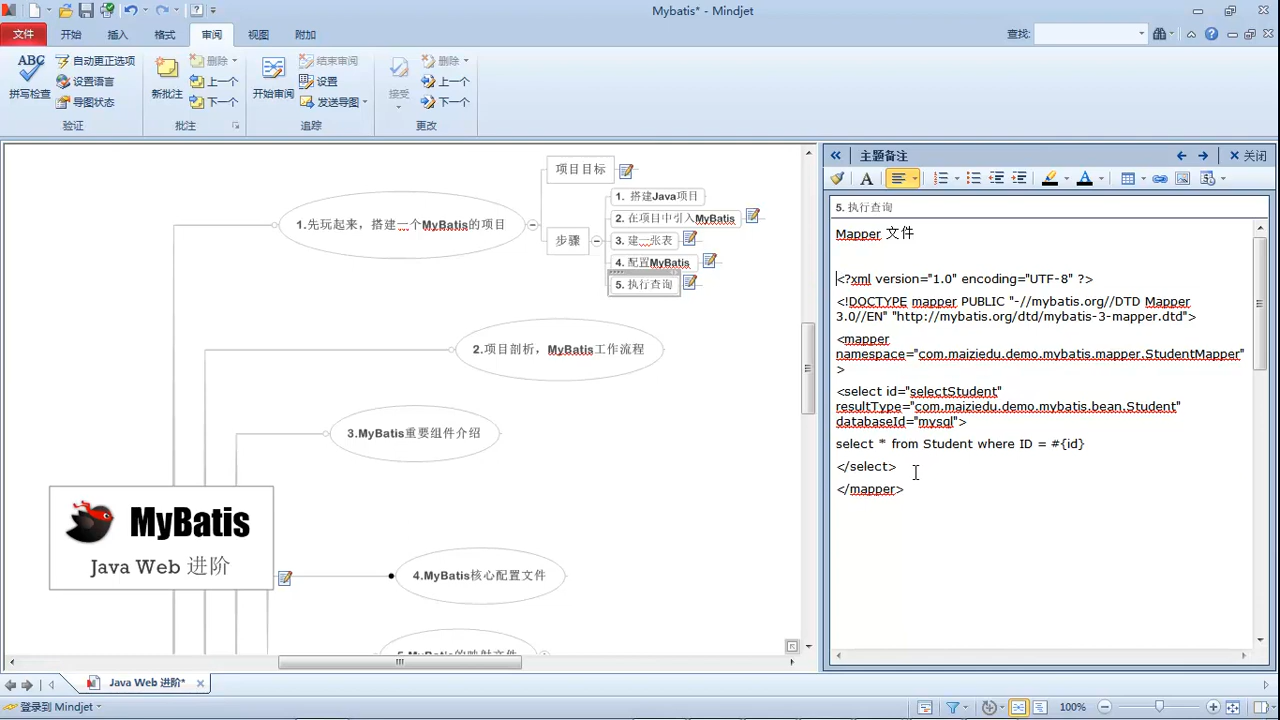 Mybatis* - Mindjet
文件 开始 插入 格式 审阅 视图 附加 查找:
ABC
拼写检查
自动更正选项
设置语言
导图状态
验证
新批注
删除
上一个
下一个
批注
开始审阅
结束审阅
设置
发送导图
追踪
接受
删除
上一个
下一个
更改
项目目标
1.先玩起来，搭建一个MyBatis的项目
步骤
1. 搭建Java项目
2. 在项目中引入MyBatis
3. 建一张表
4. 配置MyBatis
5. 执行查询
2.项目剖析，MyBatis工作流程
3.MyBatis重要组件介绍
MyBatis
Java Web 进阶
4.MyBatis核心配置文件
5.MyBatis的映射文件
主题备注
关闭
5. 执行查询
Mapper 文件
<?xml version="1.0" encoding="UTF-8" ?>
<!DOCTYPE mapper PUBLIC "-//mybatis.org//DTD Mapper
3.0//EN" "http://mybatis.org/dtd/mybatis-3-mapper.dtd">
<mapper
namespace="com.maiziedu.demo.mybatis.mapper.StudentMapper"
>
<select id="selectStudent"
resultType="com.maiziedu.demo.mybatis.bean.Student"
databaseId="mysql">
select * from Student where ID = #{id}
</select>
</mapper>
Java Web 进阶*
登录到 Mindjet
100%